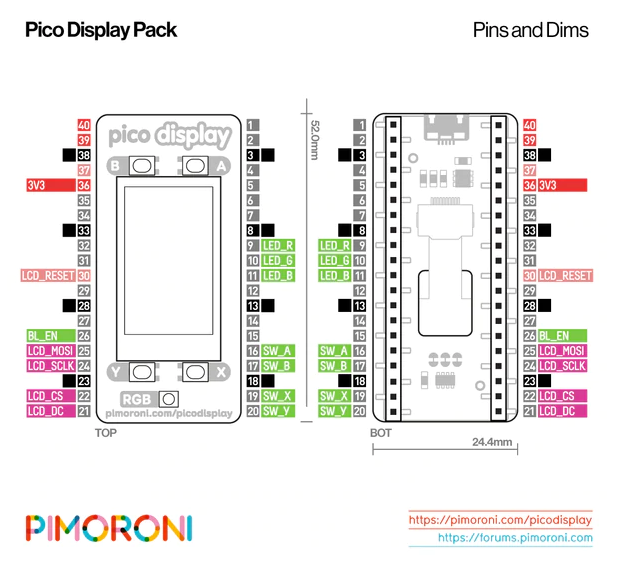 Pico Display Pack
Pins and Dims
40
39
38
37
3V3 36
35
34
33
32
31
LCD_RESET 30
29
28
27
BL_EN 26
LCD_MOSI 25
LCD_SCLK 24
23
LCD_CS 22
LCD_DC 21
pico display
B A
Y X
RGB
pimoroni.com/picodisplay
TOP
1
2
3
4
5
6
7
8
9 LED_R
10 LED_G
11 LED_B
12
13
14
15
16 SW_A
17 SW_B
18
19 SW_X
20 SW_Y
52.0mm
1
2
3
4
5
6
7
8
LED_R 9
LED_G 10
LED_B 11
12
13
14
15
SW_A 16
SW_B 17
18
SW_X 19
SW_Y 20
BOT
24.4mm
40
39
38
37
36 3V3
35
34
33
32
31
30 LCD_RESET
29
28
27
26 BL_EN
25 LCD_MOSI
24 LCD_SCLK
23
22 LCD_CS
21 LCD_DC
PIMORONI
https://pimoroni.com/picodisplay
https://forums.pimoroni.com